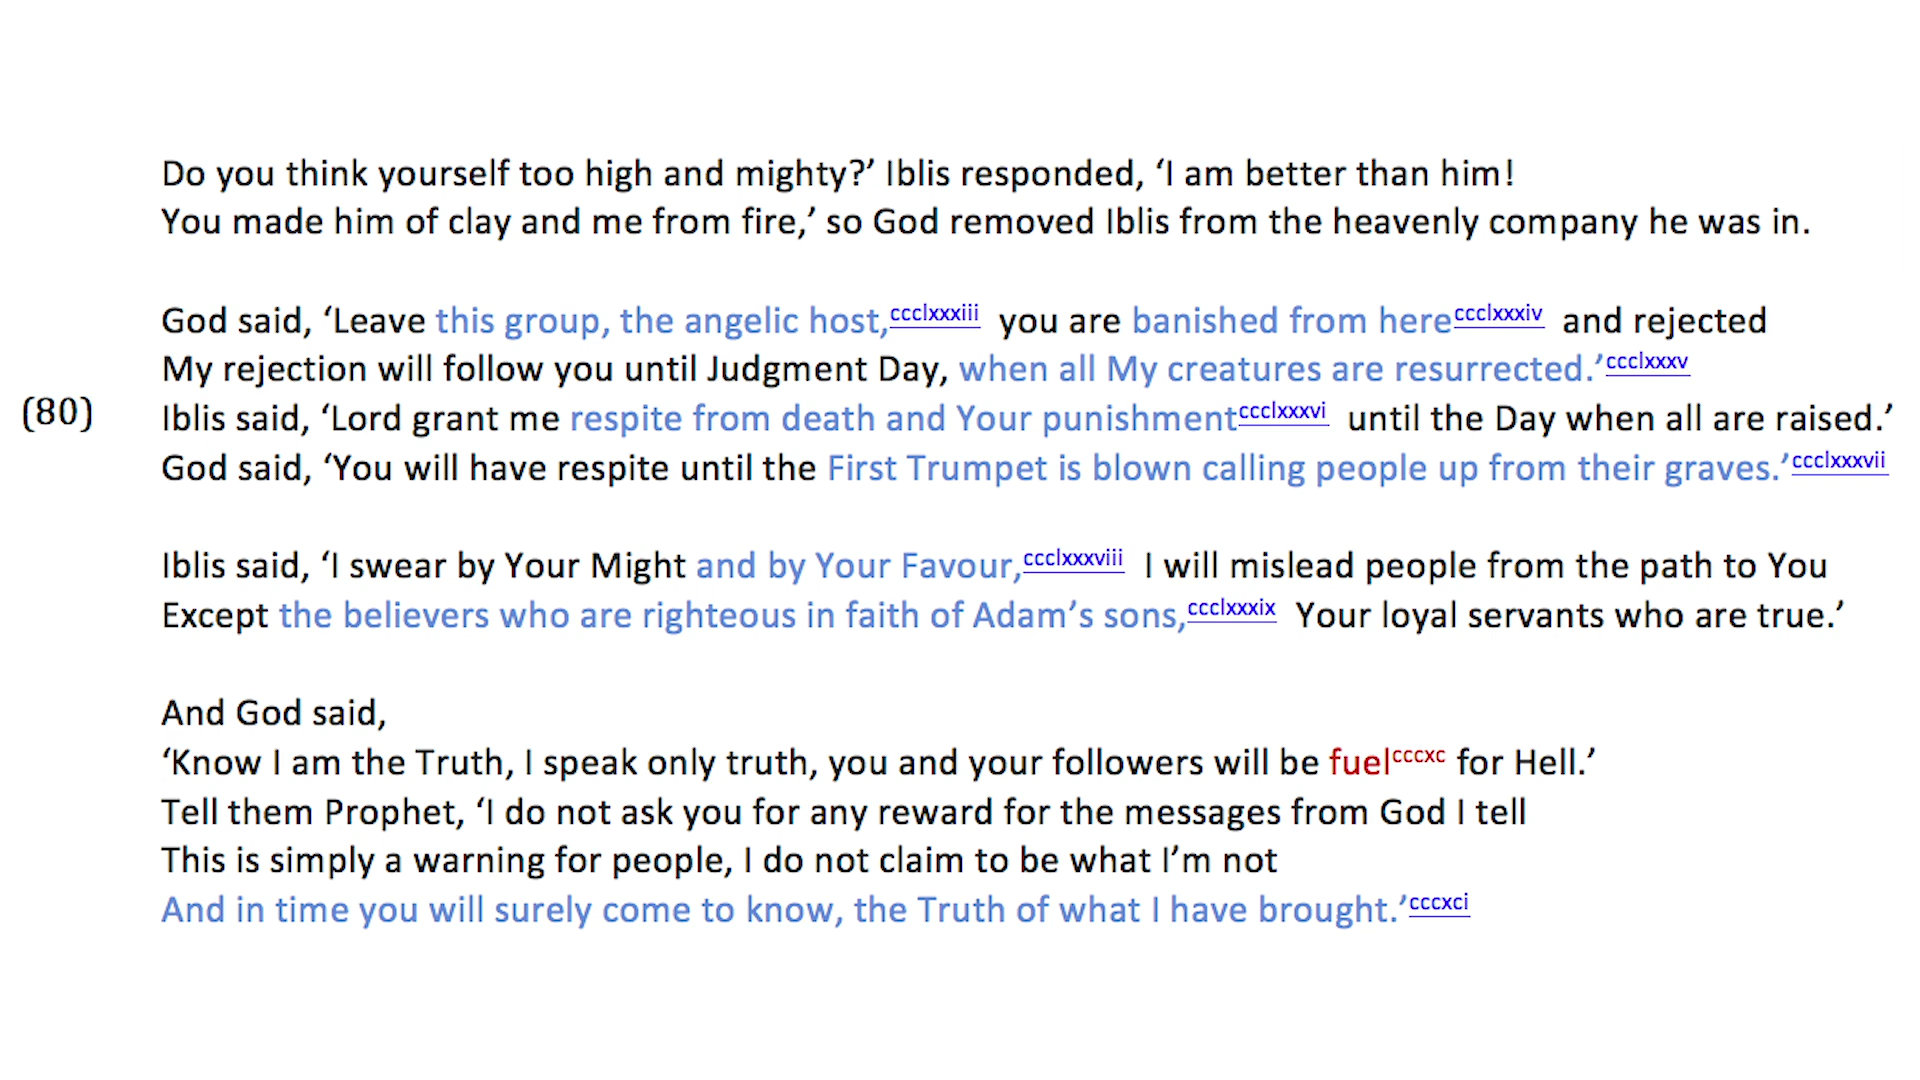 Do you think yourself too high and mighty?’ Iblis responded, ‘I am better than him!
You made him of clay and me from fire,’ so God removed Iblis from the heavenly company he was in.
God said, ‘Leave this group, the angelic host,ccclxxxiii you are banished from hereccclxxxiv and rejected
My rejection will follow you until Judgment Day, when all My creatures are resurrected.’ccclxxxv
(80) Iblis said, ‘Lord grant me respite from death and Your punishmentccclxxxvi until the Day when all are raised.’
God said, ‘You will have respite until the First Trumpet is blown calling people up from their graves.’ccclxxxvii
Iblis said, ‘I swear by Your Might and by Your Favour,ccclxxxviii I will mislead people from the path to You
Except the believers who are righteous in faith of Adam’s sons,ccclxxxix Your loyal servants who are true.’
And God said,
‘Know I am the Truth, I speak only truth, you and your followers will be fuelcccxc for Hell.’
Tell them Prophet, ‘I do not ask you for any reward for the messages from God I tell
This is simply a warning for people, I do not claim to be what I’m not
And in time you will surely come to know, the Truth of what I have brought.’cccxci